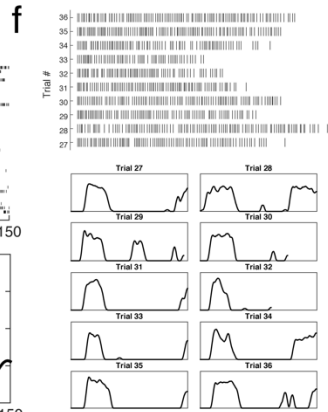 f
36
35
34
33
32
31
30
29
28
27
Trial #
150
Trial 27 Trial 28
Trial 29 Trial 30
Trial 31 Trial 32
Trial 33 Trial 34
Trial 35 Trial 36